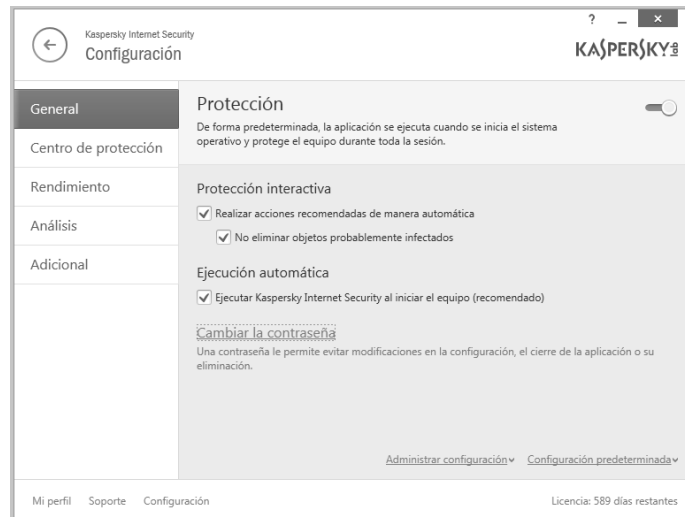 ? _ ×
Kaspersky Internet Security
Configuración
KASPERSKY lab
General
Centro de protección
Rendimiento
Análisis
Adicional
Protección
De forma predeterminada, la aplicación se ejecuta cuando se inicia el sistema
operativo y protege el equipo durante toda la sesión.
Protección interactiva
Realizar acciones recomendadas de manera automática
No eliminar objetos probablemente infectados
Ejecución automática
Ejecutar Kaspersky Internet Security al iniciar el equipo (recomendado)
Cambiar la contraseña
Una contraseña le permite evitar modificaciones en la configuración, el cierre de la aplicación o su
eliminación.
Administrar configuración Configuración predeterminada
Mi perfil Soporte Configuración Licencia: 589 días restantes